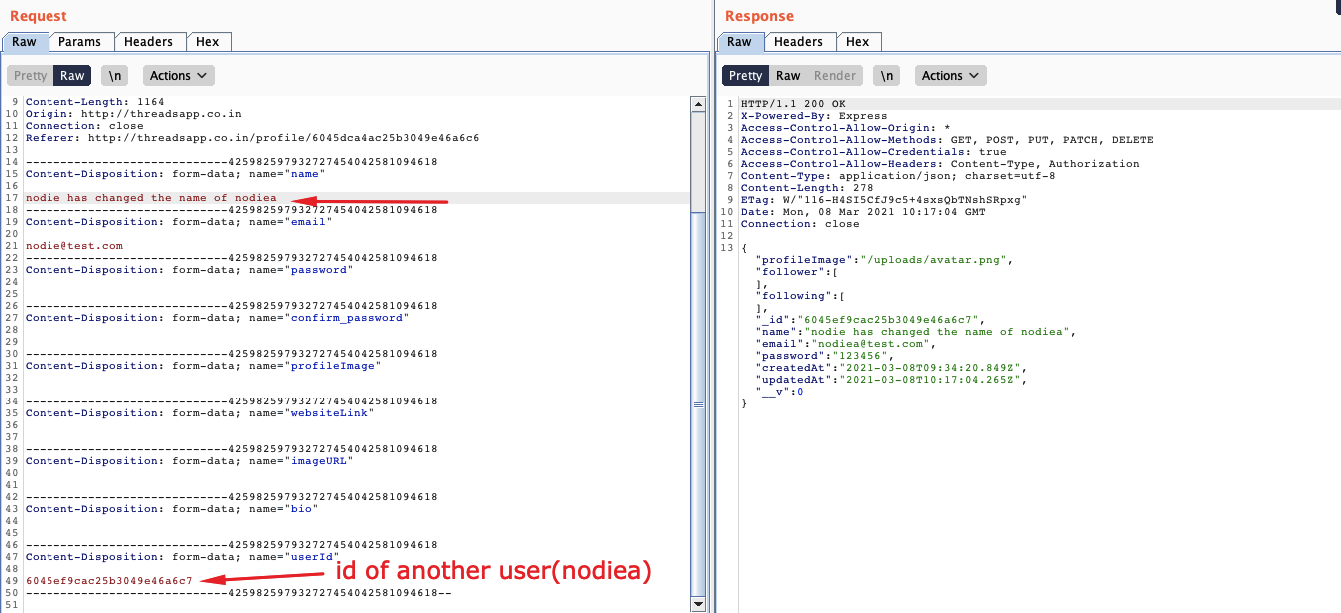 Request
Raw Params Headers Hex
Pretty Raw \n Actions
9 Content-Length: 1164
10 Origin: http://threadsapp.co.in
11 Connection: close
12 Referer: http://threadsapp.co.in/profile/6045dca4ac25b3049e46a6c6
13
14 -----------------------------425982597932727454042581094618
15 Content-Disposition: form-data; name="name"
16
17 nodie has changed the name of nodiea
18 -----------------------------425982597932727454042581094618
19 Content-Disposition: form-data; name="email"
20
21 nodie@test.com
22 -----------------------------425982597932727454042581094618
23 Content-Disposition: form-data; name="password"
24
25
26 -----------------------------425982597932727454042581094618
27 Content-Disposition: form-data; name="confirm_password"
28
29
30 -----------------------------425982597932727454042581094618
31 Content-Disposition: form-data; name="profileImage"
32
33
34 -----------------------------425982597932727454042581094618
35 Content-Disposition: form-data; name="websiteLink"
36
37
38 -----------------------------425982597932727454042581094618
39 Content-Disposition: form-data; name="imageURL"
40
41
42 -----------------------------425982597932727454042581094618
43 Content-Disposition: form-data; name="bio"
44
45
46 -----------------------------425982597932727454042581094618
47 Content-Disposition: form-data; name="userId"
48
49 6045ef9cac25b3049e46a6c7
id of another user(nodiea)
50 -----------------------------425982597932727454042581094618--
51
Response
Raw Headers Hex
Pretty Raw Render \n Actions
1 HTTP/1.1 200 OK
2 X-Powered-By: Express
3 Access-Control-Allow-Origin: *
4 Access-Control-Allow-Methods: GET, POST, PUT, PATCH, DELETE
5 Access-Control-Allow-Credentials: true
6 Access-Control-Allow-Headers: Content-Type, Authorization
7 Content-Type: application/json; charset=utf-8
8 Content-Length: 278
9 ETag: W/"116-H4SI5CfJ9c5+4sxsQbTNshSRpxg"
10 Date: Mon, 08 Mar 2021 10:17:04 GMT
11 Connection: close
12
13 {
"profileImage":"/uploads/avatar.png",
"follower":[
],
"following":[
],
"_id":"6045ef9cac25b3049e46a6c7",
"name":"nodie has changed the name of nodiea",
"email":"nodiea@test.com",
"password":"123456",
"createdAt":"2021-03-08T09:34:20.849Z",
"updatedAt":"2021-03-08T10:17:04.265Z",
"__v":0
}